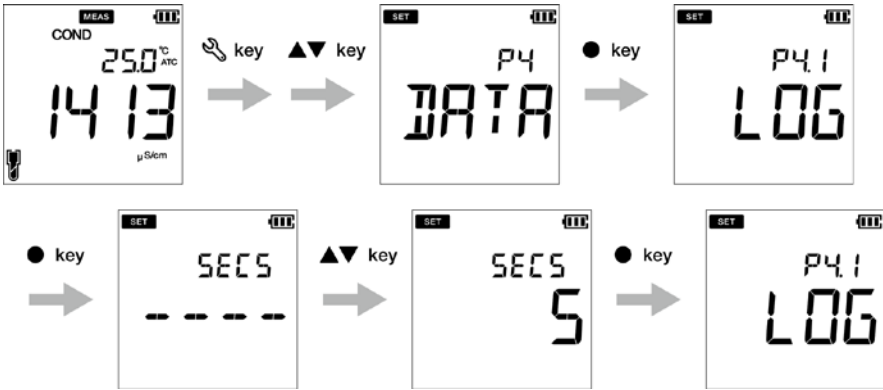 MEAS
COND
25.0 °C
ATC
1413
µS/cm
key
▲▼ key
SET
P4
DATA
● key
SET
P4.1
LOG
● key
SET
SECS
- - - -
▲▼ key
SET
SECS
5
● key
SET
P4.1
LOG